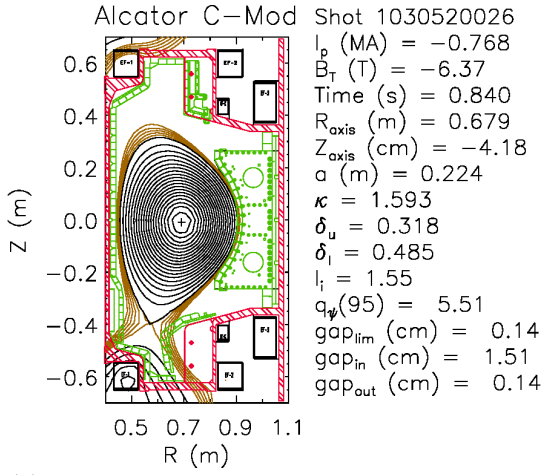 Alcator C-Mod
Shot 1030520026
I_p (MA) = −0.768
B_T (T) = −6.37
Time (s) = 0.840
R_axis (m) = 0.679
Z_axis (cm) = −4.18
a (m) = 0.224
κ = 1.593
δ_u = 0.318
δ_l = 0.485
l_i = 1.55
q_ψ(95) = 5.51
gap_lim (cm) = 0.14
gap_in (cm) = 1.51
gap_out (cm) = 0.14
Z (m)
0.6
0.4
0.2
0.0
−0.2
−0.4
−0.6
0.5 0.7 0.9 1.1
R (m)
EF-1
EF-2
EF-3
EF-3
EF-2